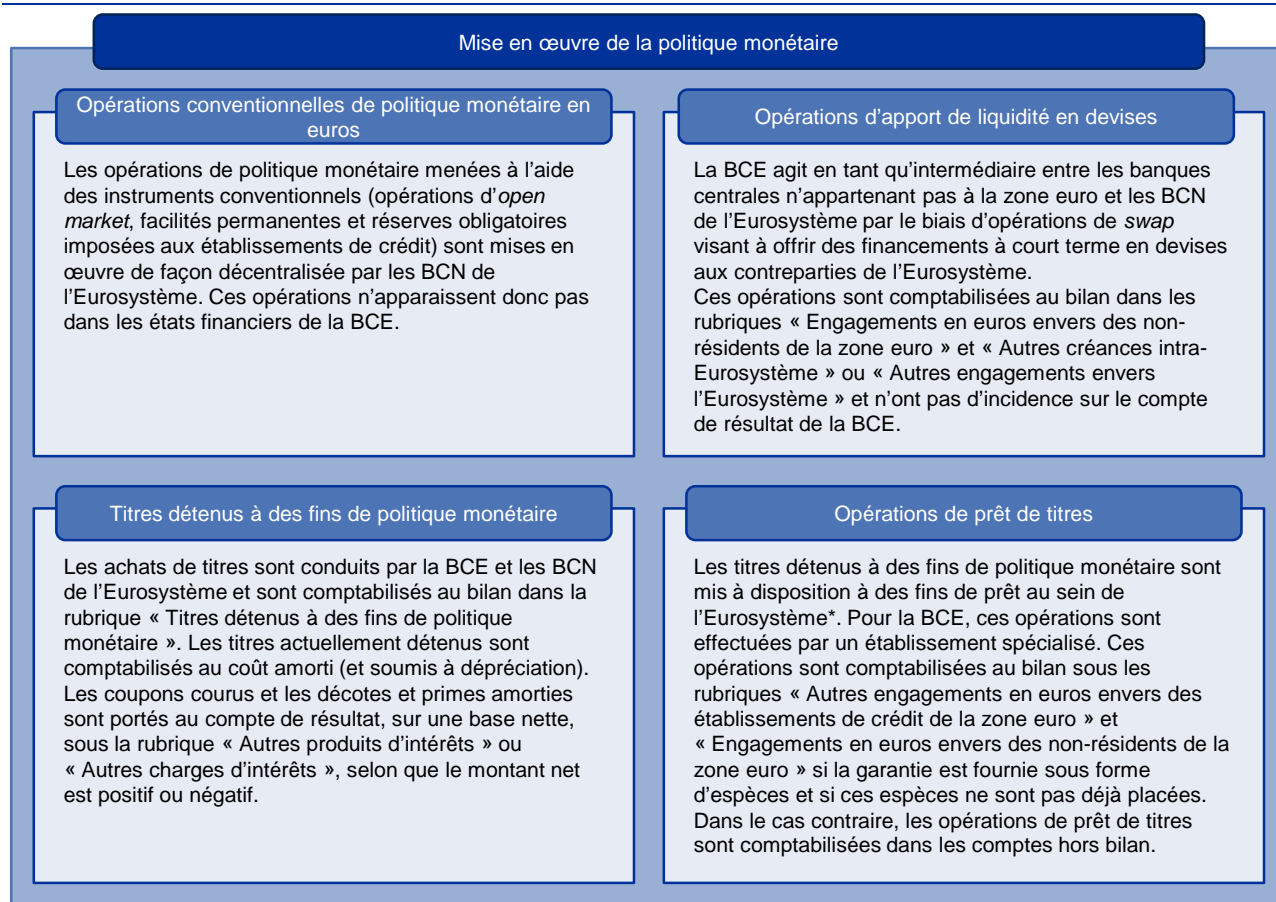 Mise en œuvre de la politique monétaire
Opérations conventionnelles de politique monétaire en
euros
Les opérations de politique monétaire menées à l’aide
des instruments conventionnels (opérations d’open
market, facilités permanentes et réserves obligatoires
imposées aux établissements de crédit) sont mises en
œuvre de façon décentralisée par les BCN de
l’Eurosystème. Ces opérations n’apparaissent donc pas
dans les états financiers de la BCE.
Opérations d’apport de liquidité en devises
La BCE agit en tant qu’intermédiaire entre les banques
centrales n’appartenant pas à la zone euro et les BCN
de l’Eurosystème par le biais d’opérations de swap
visant à offrir des financements à court terme en devises
aux contreparties de l’Eurosystème.
Ces opérations sont comptabilisées au bilan dans les
rubriques « Engagements en euros envers des non-
résidents de la zone euro » et « Autres créances intra-
Eurosystème » ou « Autres engagements envers
l’Eurosystème » et n’ont pas d’incidence sur le compte
de résultat de la BCE.
Titres détenus à des fins de politique monétaire
Les achats de titres sont conduits par la BCE et les BCN
de l’Eurosystème et sont comptabilisés au bilan dans la
rubrique « Titres détenus à des fins de politique
monétaire ». Les titres actuellement détenus sont
comptabilisés au coût amorti (et soumis à dépréciation).
Les coupons courus et les décotes et primes amorties
sont portés au compte de résultat, sur une base nette,
sous la rubrique « Autres produits d’intérêts » ou
« Autres charges d’intérêts », selon que le montant net
est positif ou négatif.
Opérations de prêt de titres
Les titres détenus à des fins de politique monétaire sont
mis à disposition à des fins de prêt au sein de
l’Eurosystème*. Pour la BCE, ces opérations sont
effectuées par un établissement spécialisé. Ces
opérations sont comptabilisées au bilan sous les
rubriques « Autres engagements en euros envers des
établissements de crédit de la zone euro » et
« Engagements en euros envers des non-résidents de la
zone euro » si la garantie est fournie sous forme
d’espèces et si ces espèces ne sont pas déjà placées.
Dans le cas contraire, les opérations de prêt de titres
sont comptabilisées dans les comptes hors bilan.